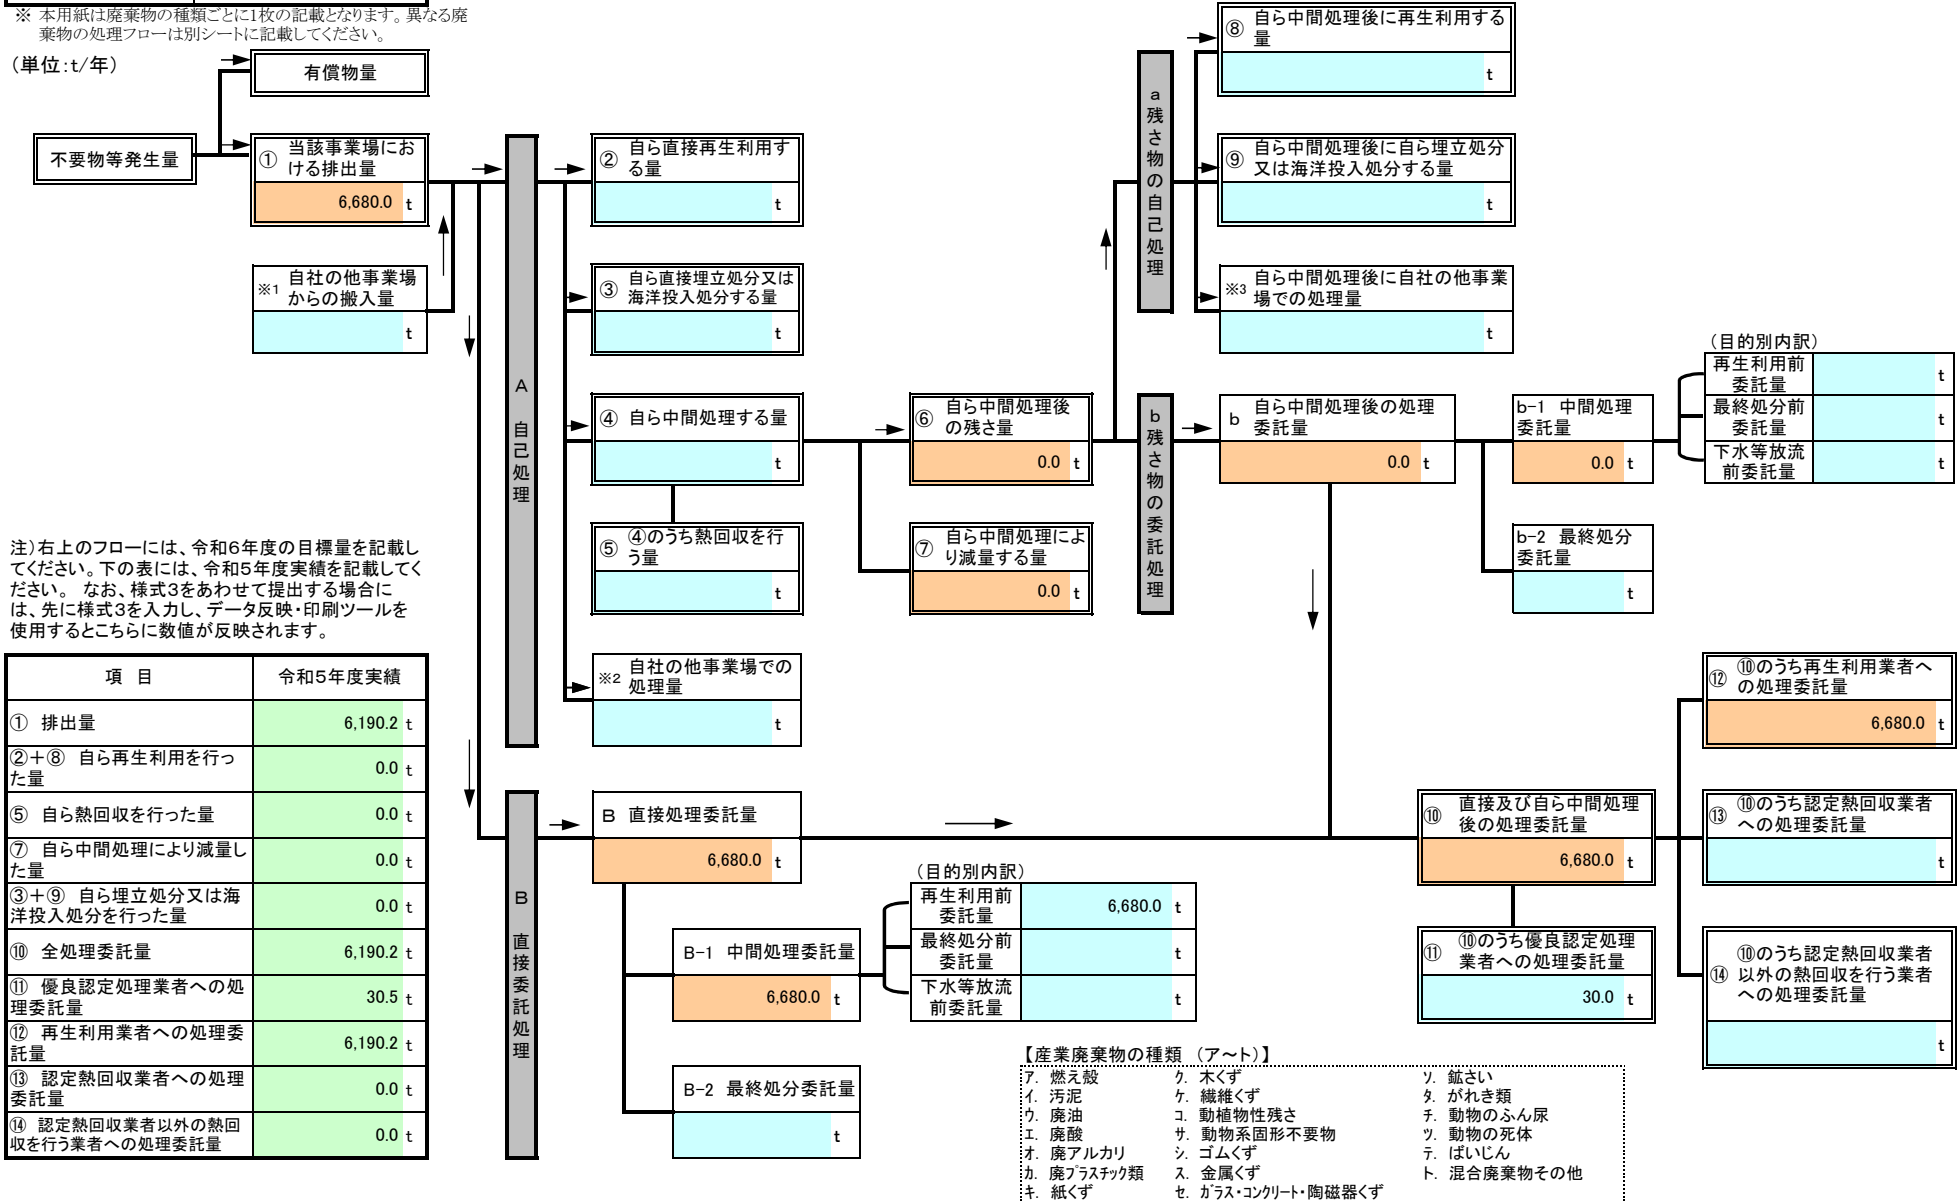 ※ 本用紙は廃棄物の種類ごとに1枚の記載となります。異なる廃
棄物の処理フローは別シートに記載してください。
（単位：t/年）
有償物量
不要物等発生量
① 当該事業場にお
ける排出量
6,680.0 t
※1 自社の他事業場
からの搬入量
t
A 自己処理
② 自ら直接再生利用す
る量
t
③ 自ら直接埋立処分又は
海洋投入処分する量
t
④ 自ら中間処理する量
t
⑤ ④のうち熱回収を行
う量
t
※2 自社の他事業場での
処理量
t
⑥ 自ら中間処理後
の残さ量
0.0 t
⑦ 自ら中間処理によ
り減量する量
0.0 t
a 残さ物の自己処理
⑧ 自ら中間処理後に再生利用する
量
t
⑨ 自ら中間処理後に自ら埋立処分
又は海洋投入処分する量
t
※3 自ら中間処理後に自社の他事業
場での処理量
t
b 残さ物の委託処理
b 自ら中間処理後の処理
委託量
0.0 t
b-1 中間処理
委託量
0.0 t
（目的別内訳）
再生利用前
委託量
t
最終処分前
委託量
t
下水等放流
前委託量
t
b-2 最終処分
委託量
t
注）右上のフローには、令和６年度の目標量を記載し
てください。下の表には、令和５年度実績を記載してく
ださい。 なお、様式３をあわせて提出する場合に
は、先に様式３を入力し、データ反映・印刷ツールを
使用するとこちらに数値が反映されます。
項 目 令和５年度実績
① 排出量 6,190.2 t
②＋⑧ 自ら再生利用を行っ
た量 0.0 t
⑤ 自ら熱回収を行った量 0.0 t
⑦ 自ら中間処理により減量し
た量 0.0 t
③＋⑨ 自ら埋立処分又は海
洋投入処分を行った量 0.0 t
⑩ 全処理委託量 6,190.2 t
⑪ 優良認定処理業者への処
理委託量 30.5 t
⑫ 再生利用業者への処理委
託量 6,190.2 t
⑬ 認定熱回収業者への処理
委託量 0.0 t
⑭ 認定熱回収業者以外の熱回
収を行う業者への処理委託量 0.0 t
B 直接委託処理
B 直接処理委託量
6,680.0 t
B-1 中間処理委託量
6,680.0 t
（目的別内訳）
再生利用前
委託量
6,680.0 t
最終処分前
委託量
t
下水等放流
前委託量
t
B-2 最終処分委託量
t
⑩ 直接及び自ら中間処理
後の処理委託量
6,680.0 t
⑪ ⑩のうち優良認定処理
業者への処理委託量
30.0 t
⑫ ⑩のうち再生利用業者へ
の処理委託量
6,680.0 t
⑬ ⑩のうち認定熱回収業者
への処理委託量
t
⑭ ⑩のうち認定熱回収業者
以外の熱回収を行う業者
への処理委託量
t
【産業廃棄物の種類 （ア～ト）】
ア. 燃え殻 ク. 木くず ソ. 鉱さい
イ. 汚泥 ケ. 繊維くず タ. がれき類
ウ. 廃油 コ. 動植物性残さ チ. 動物のふん尿
エ. 廃酸 サ. 動物系固形不要物 ツ. 動物の死体
オ. 廃アルカリ シ. ゴムくず テ. ばいじん
カ. 廃プラスチック類 ス. 金属くず ト. 混合廃棄物その他
キ. 紙くず セ. ガラス・コンクリート・陶磁器くず